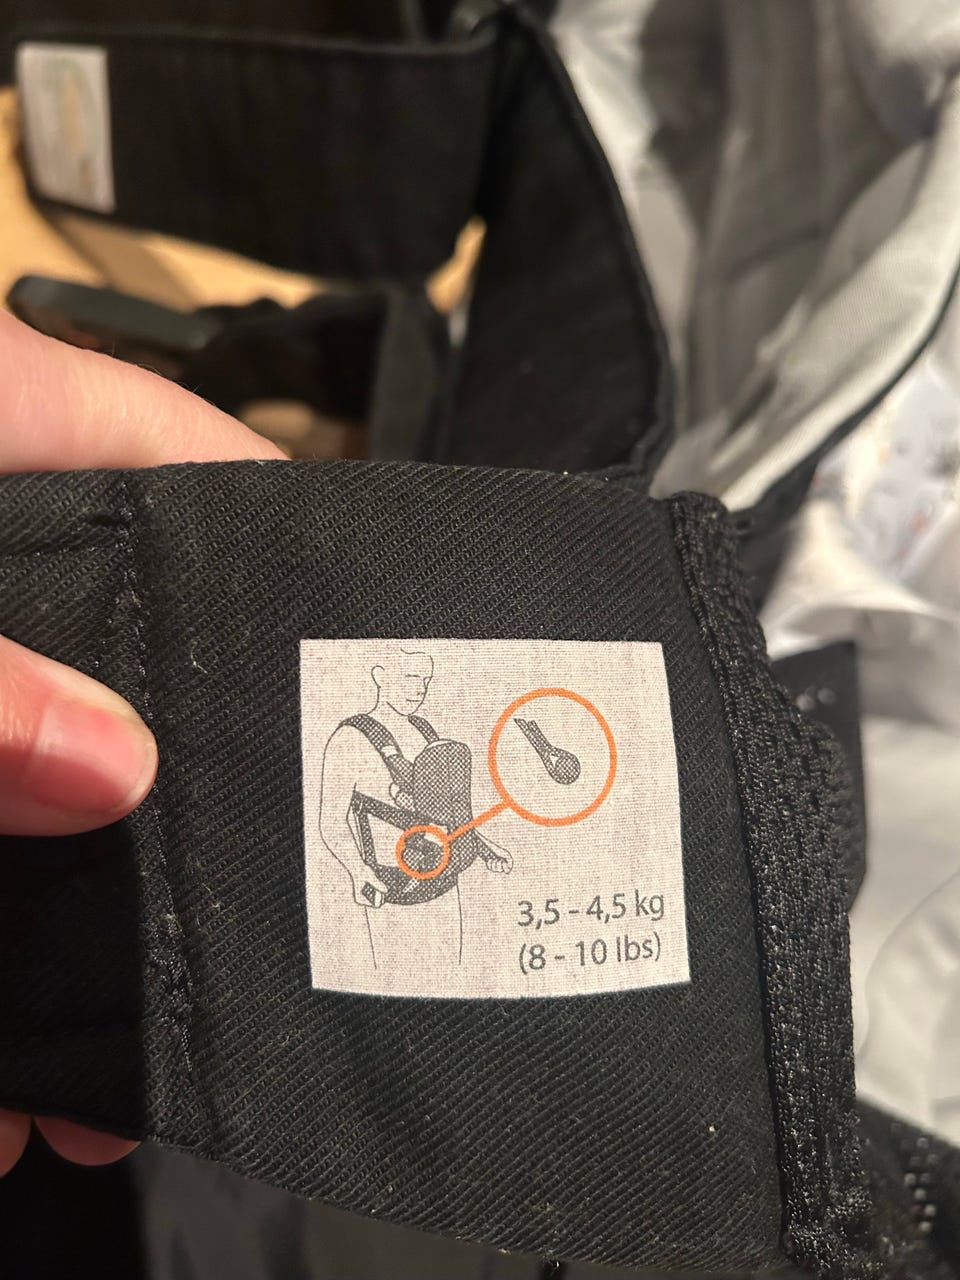 3,5 - 4,5 kg
(8 - 10 lbs)